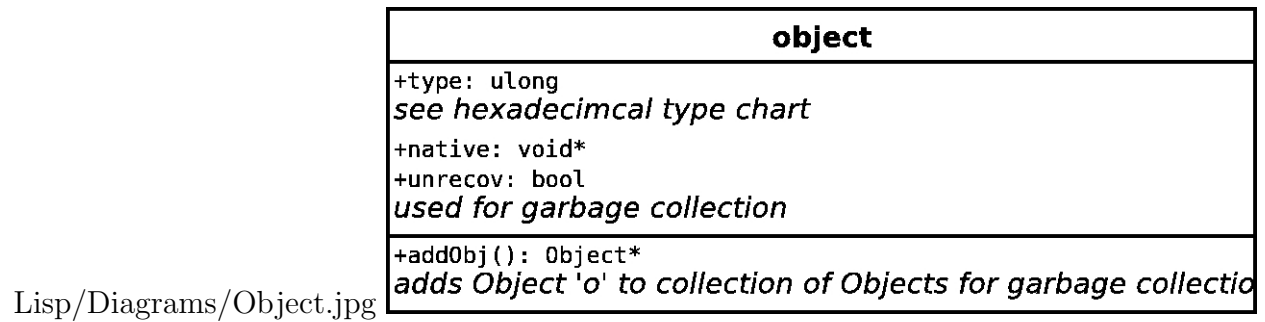 object
+type: ulong
see hexadecimcal type chart
+native: void*
+unrecov: bool
used for garbage collection
+addObj(): Object*
adds Object 'o' to collection of Objects for garbage collectio
Lisp/Diagrams/Object.jpg